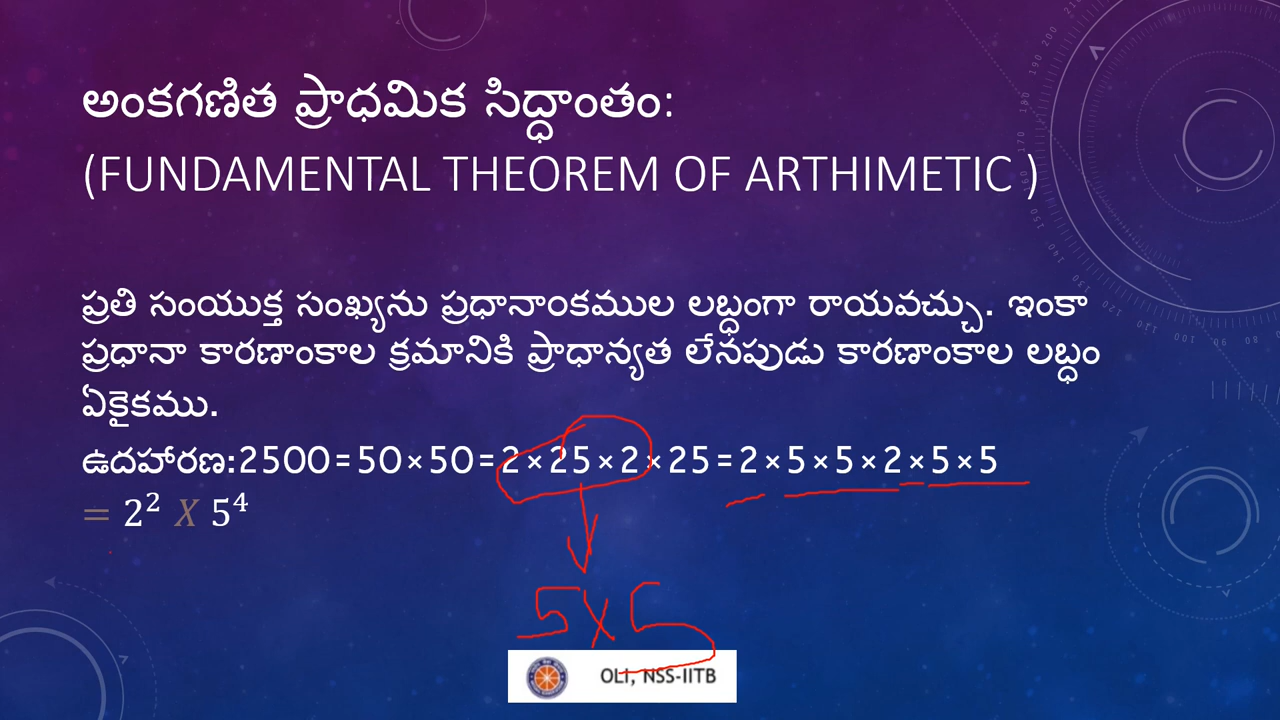 అంకగణిత ప్రాధమిక సిద్ధాంతం:
(FUNDAMENTAL THEOREM OF ARTHIMETIC )
ప్రతి సంయుక్త సంఖ్యను ప్రధానాంకముల లబ్ధంగా రాయవచ్చు. ఇంకా
ప్రధానా కారణాంకాల క్రమానికి ప్రాధాన్యత లేనపుడు కారణాంకాల లబ్ధం
ఏకైకము.
ఉదహారణ:2500=50×50=2×25×2×25=2×5×5×2×5×5
= 2² X 5⁴
5×5
OLI, NSS-IITB